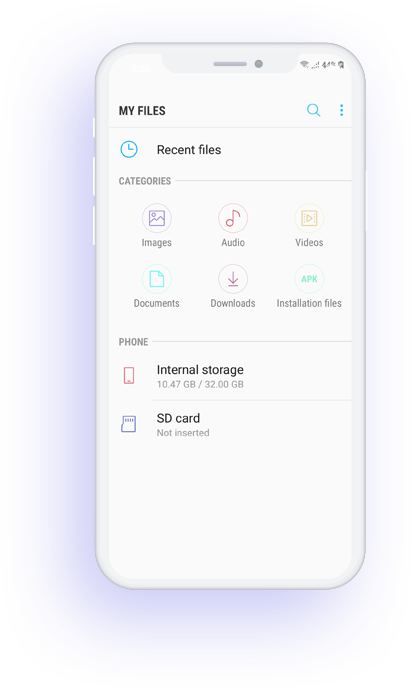 44%
MY FILES
Recent files
CATEGORIES
Images Audio Videos
Documents Downloads APK Installation files
PHONE
Internal storage
10.47 GB / 32.00 GB
SD card
Not inserted